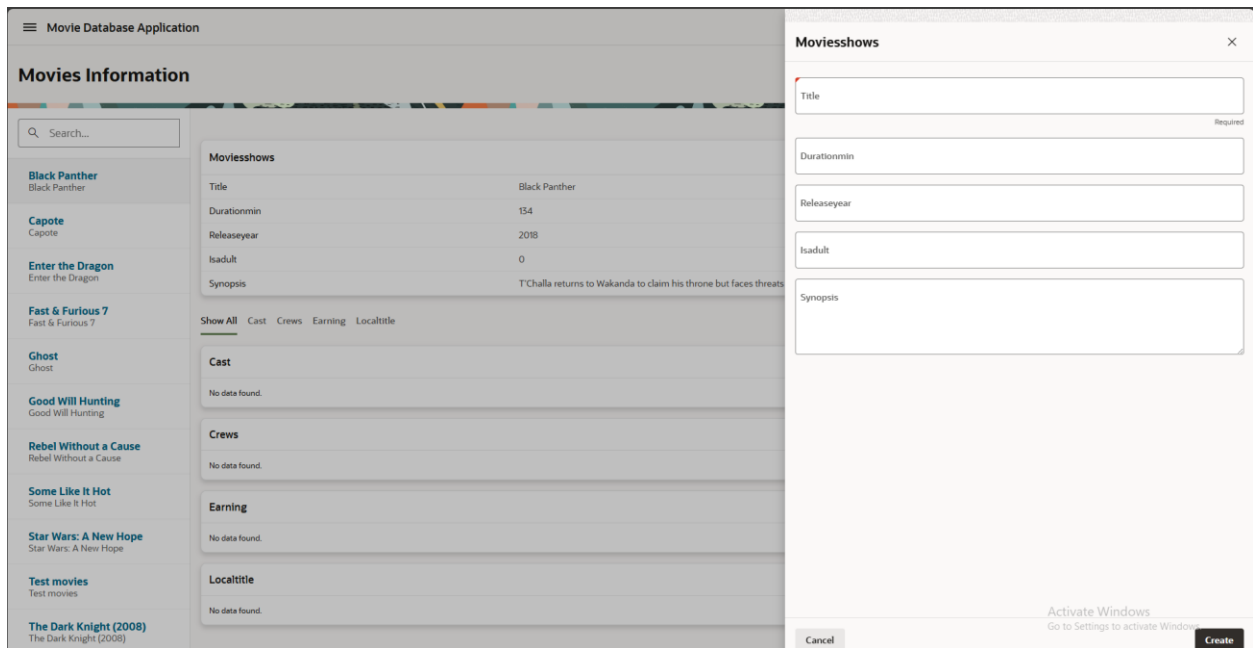 Movie Database Application
Movies Information
Search...
Black Panther
Black Panther
Capote
Capote
Enter the Dragon
Enter the Dragon
Fast & Furious 7
Fast & Furious 7
Ghost
Ghost
Good Will Hunting
Good Will Hunting
Rebel Without a Cause
Rebel Without a Cause
Some Like It Hot
Some Like It Hot
Star Wars: A New Hope
Star Wars: A New Hope
Test movies
Test movies
The Dark Knight (2008)
The Dark Knight (2008)
Moviesshows
Title Black Panther
Durationmin 134
Releaseyear 2018
Isadult 0
Synopsis T'Challa returns to Wakanda to claim his throne but faces threats
Show All Cast Crews Earning Localtitle
Cast
No data found.
Crews
No data found.
Earning
No data found.
Localtitle
No data found.
Moviesshows
Title
Required
Durationmin
Releaseyear
Isadult
Synopsis
Activate Windows
Go to Settings to activate Windows.
Cancel Create